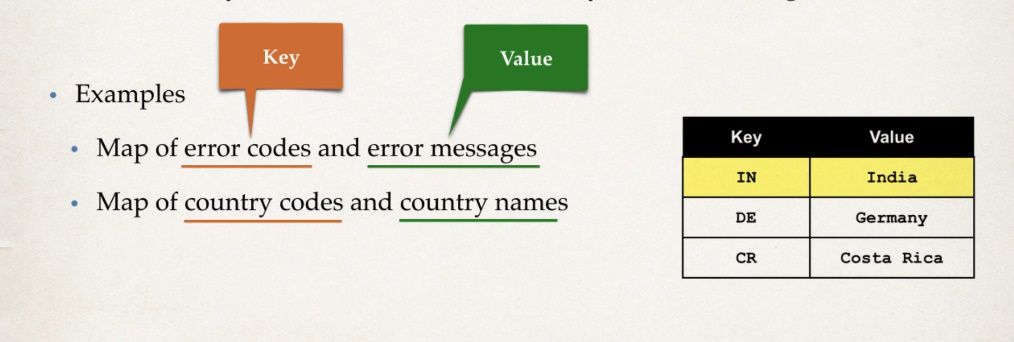 Key
Value
• Examples
• Map of error codes and error messages
• Map of country codes and country names
Key Value
IN India
DE Germany
CR Costa Rica